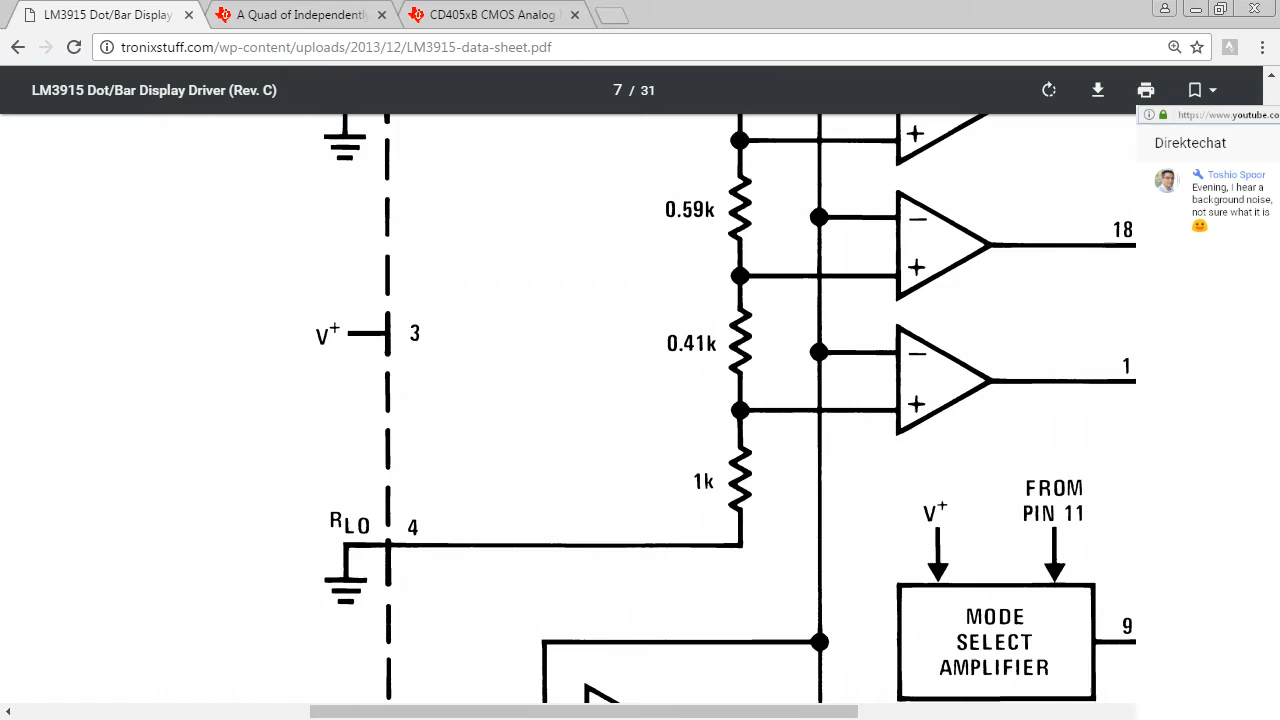 LM3915 Dot/Bar Display
A Quad of Independently
CD405xB CMOS Analog
tronixstuff.com/wp-content/uploads/2013/12/LM3915-data-sheet.pdf
LM3915 Dot/Bar Display Driver (Rev. C)
7 / 31
https://www.youtube.co
Direktechat
Toshio Spoor
Evening, I hear a
background noise,
not sure what it is
+
0.59k
−
+
18
V+
3
0.41k
−
+
1
1k
RLO
4
V+
FROM
PIN 11
MODE
SELECT
AMPLIFIER
9